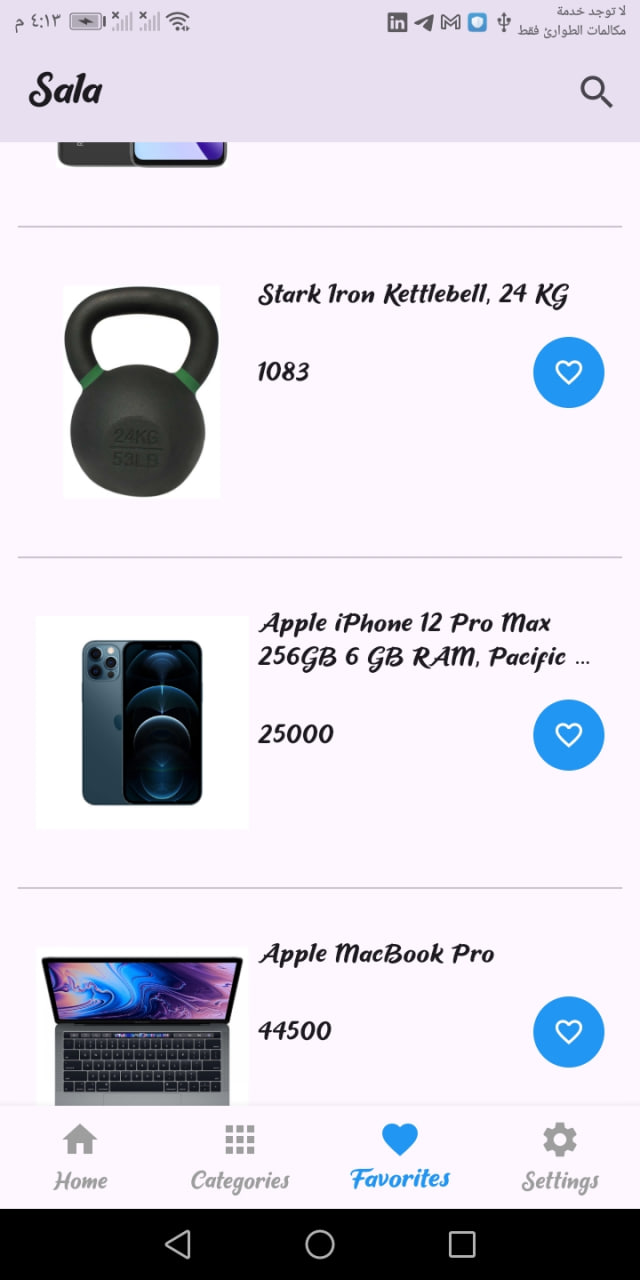 ٤:١٣ م
لا توجد خدمة
مكالمات الطوارئ فقط
Sala
Stark Iron Kettlebell, 24 KG
1083
24KG
53LB
Apple iPhone 12 Pro Max
256GB 6 GB RAM, Pacific ...
25000
Apple MacBook Pro
44500
Home
Categories
Favorites
Settings